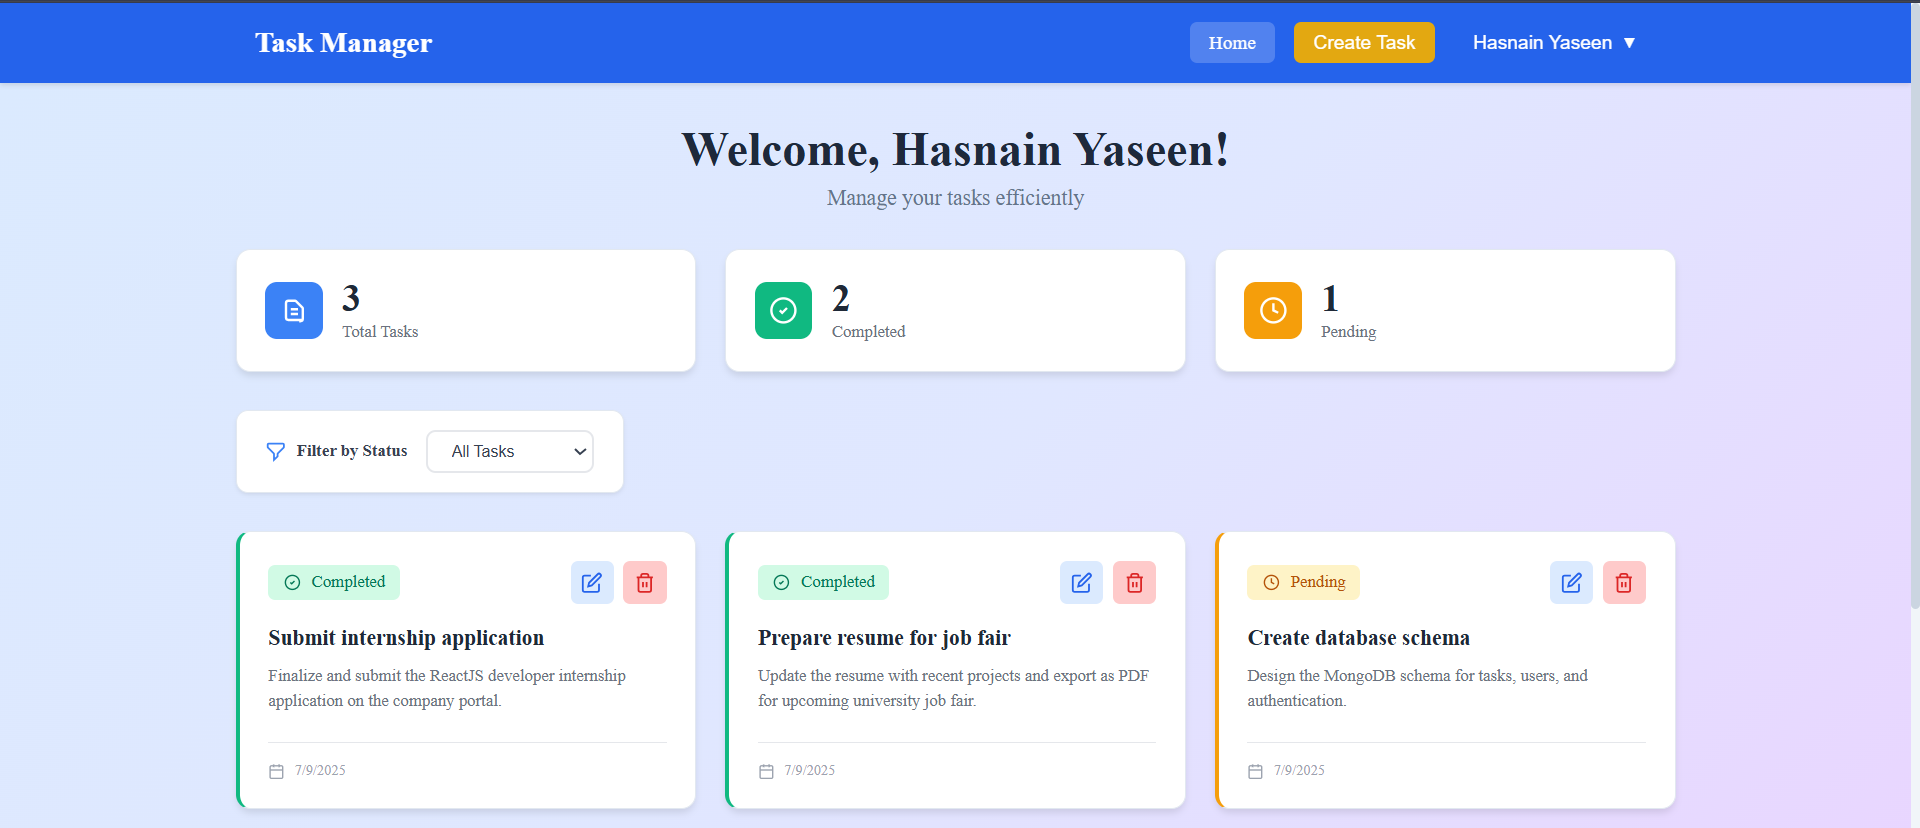 Task Manager
Home
Create Task
Hasnain Yaseen ▼
Welcome, Hasnain Yaseen!
Manage your tasks efficiently
3
Total Tasks
2
Completed
1
Pending
Filter by Status
All Tasks
Completed
Submit internship application
Finalize and submit the ReactJS developer internship
application on the company portal.
7/9/2025
Completed
Prepare resume for job fair
Update the resume with recent projects and export as PDF
for upcoming university job fair.
7/9/2025
Pending
Create database schema
Design the MongoDB schema for tasks, users, and
authentication.
7/9/2025